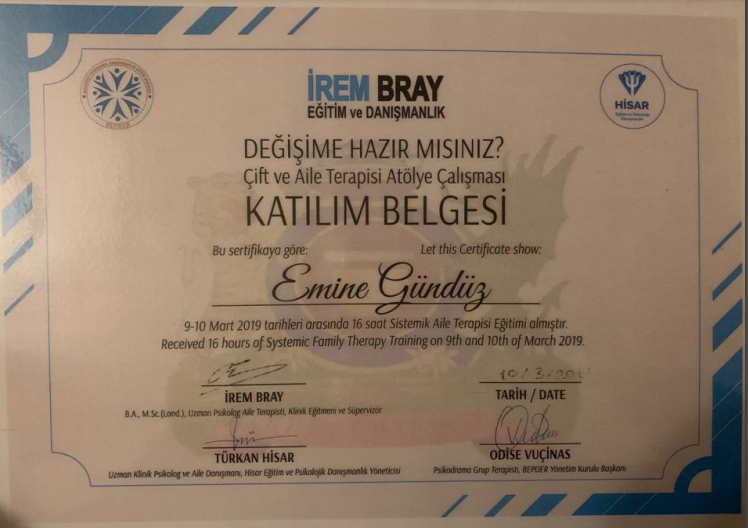 İREM BRAY
EĞİTİM ve DANIŞMANLIK
HİSAR
BEPDER
DEĞİŞİME HAZIR MISINIZ?
Çift ve Aile Terapisi Atölye Çalışması
KATILIM BELGESİ
Bu sertifikaya göre: Let this Certificate show:
Emine Gündüz
9-10 Mart 2019 tarihleri arasında 16 saat Sistemik Aile Terapisi Eğitimi almıştır.
Received 16 hours of Systemic Family Therapy Training on 9th and 10th of March 2019.
İREM BRAY
B.A., M.Sc.(Lond.), Uzman Psikolog Aile Terapisti, Klinik Eğitmeni ve Süpervizör
TARİH / DATE
TÜRKAN HİSAR
Uzman Klinik Psikolog ve Aile Danışmanı, Hisar Eğitim ve Psikolojik Danışmanlık Yöneticisi
ODİSE VUÇİNAS
Psikodrama Grup Terapisti, BEPDER Yönetim Kurulu Başkanı